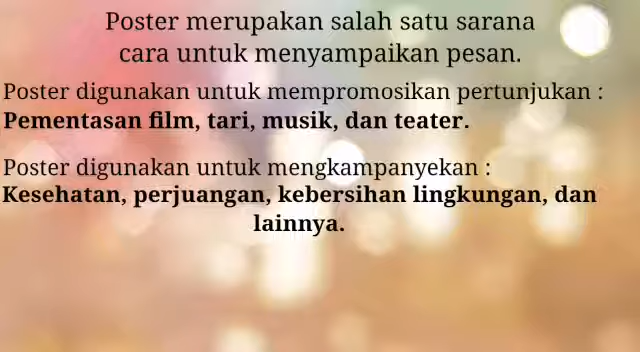 Poster merupakan salah satu sarana
cara untuk menyampaikan pesan.
Poster digunakan untuk mempromosikan pertunjukan :
Pementasan film, tari, musik, dan teater.
Poster digunakan untuk mengkampanyekan :
Kesehatan, perjuangan, kebersihan lingkungan, dan
lainnya.